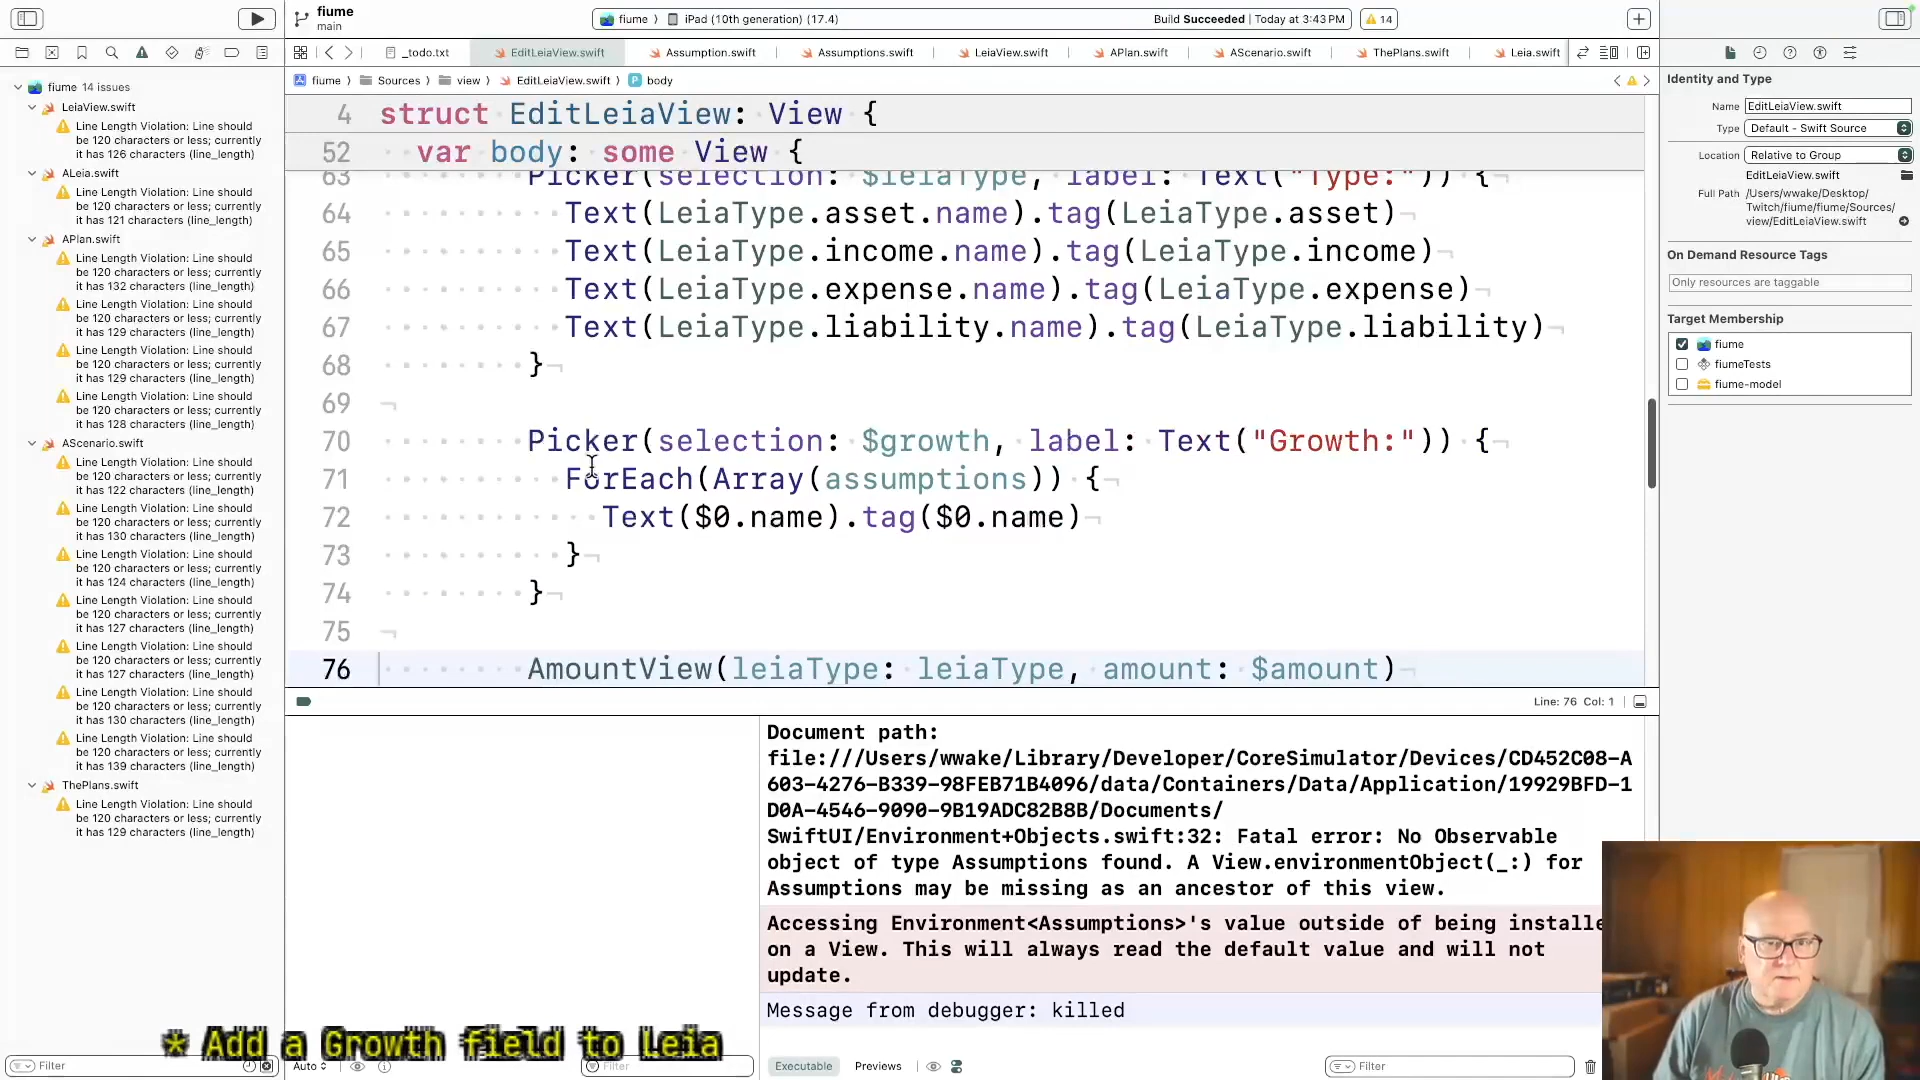 fiume
main
fiume
iPad (10th generation) (17.4)
Build Succeeded | Today at 3:43 PM
14
_todo.txt
EditLeiaView.swift
Assumption.swift
Assumptions.swift
LeiaView.swift
APlan.swift
AScenario.swift
ThePlans.swift
Leia.swift
fiume
Sources
view
EditLeiaView.swift
body
fiume 14 issues
LeiaView.swift
Line Length Violation: Line should
be 120 characters or less; currently
it has 126 characters (line_length)
ALeia.swift
Line Length Violation: Line should
be 120 characters or less; currently
it has 121 characters (line_length)
APlan.swift
Line Length Violation: Line should
be 120 characters or less; currently
it has 132 characters (line_length)
Line Length Violation: Line should
be 120 characters or less; currently
it has 129 characters (line_length)
Line Length Violation: Line should
be 120 characters or less; currently
it has 129 characters (line_length)
Line Length Violation: Line should
be 120 characters or less; currently
it has 128 characters (line_length)
AScenario.swift
Line Length Violation: Line should
be 120 characters or less; currently
it has 122 characters (line_length)
Line Length Violation: Line should
be 120 characters or less; currently
it has 130 characters (line_length)
Line Length Violation: Line should
be 120 characters or less; currently
it has 124 characters (line_length)
Line Length Violation: Line should
be 120 characters or less; currently
it has 127 characters (line_length)
Line Length Violation: Line should
be 120 characters or less; currently
it has 127 characters (line_length)
Line Length Violation: Line should
be 120 characters or less; currently
it has 130 characters (line_length)
Line Length Violation: Line should
be 120 characters or less; currently
it has 139 characters (line_length)
ThePlans.swift
Line Length Violation: Line should
be 120 characters or less; currently
it has 129 characters (line_length)
Filter
4 struct EditLeiaView: View {
52 var body: some View {
63 Picker(selection: $leiaType, label: Text("Type:")) {
64 Text(LeiaType.asset.name).tag(LeiaType.asset)
65 Text(LeiaType.income.name).tag(LeiaType.income)
66 Text(LeiaType.expense.name).tag(LeiaType.expense)
67 Text(LeiaType.liability.name).tag(LeiaType.liability)
68 }
69
70 Picker(selection: $growth, label: Text("Growth:")) {
71 ForEach(Array(assumptions)) {
72 Text($0.name).tag($0.name)
73 }
74 }
75
76 AmountView(leiaType: leiaType, amount: $amount)
Line: 76 Col: 1
Document path:
file:///Users/wwake/Library/Developer/CoreSimulator/Devices/CD452C08-A
603-4276-B339-98FEB71B4096/data/Containers/Data/Application/19929BFD-1
D0A-4546-9090-9B19ADC82B8B/Documents/
SwiftUI/Environment+Objects.swift:32: Fatal error: No Observable
object of type Assumptions found. A View.environmentObject(_:) for
Assumptions may be missing as an ancestor of this view.
Accessing Environment<Assumptions>'s value outside of being installe
on a View. This will always read the default value and will not
update.
Message from debugger: killed
* Add a Growth field to Leia
Auto
Filter
Executable
Previews
Filter
Identity and Type
Name EditLeiaView.swift
Type Default - Swift Source
Location Relative to Group
EditLeiaView.swift
Full Path /Users/wwake/Desktop/
Twitch/fiume/fiume/Sources/
view/EditLeiaView.swift
On Demand Resource Tags
Only resources are taggable
Target Membership
fiume
fiumeTests
fiume-model